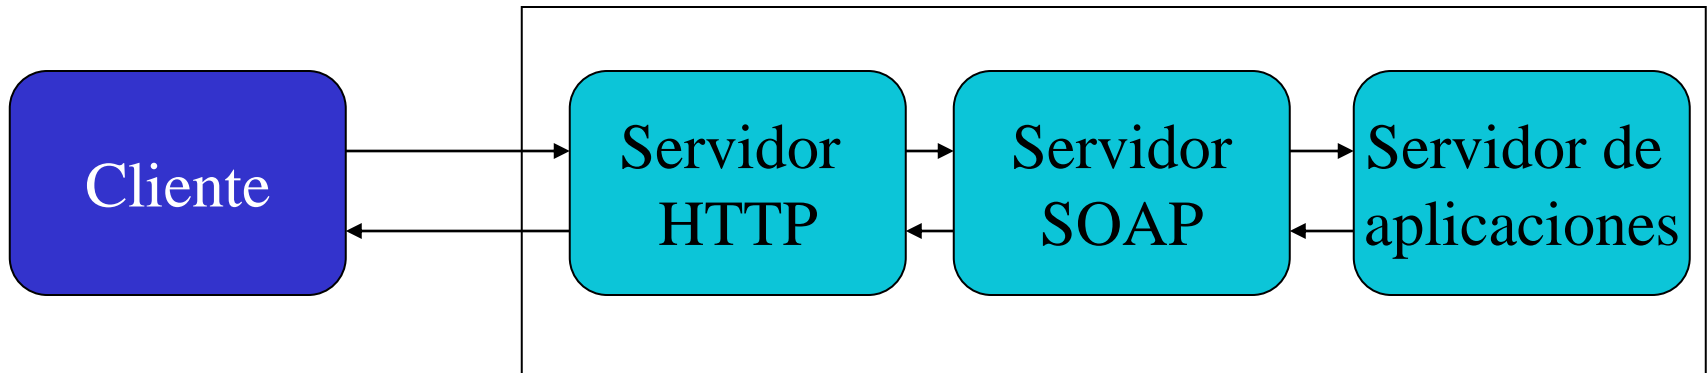 Cliente
Servidor
HTTP
Servidor
SOAP
Servidor de
aplicaciones